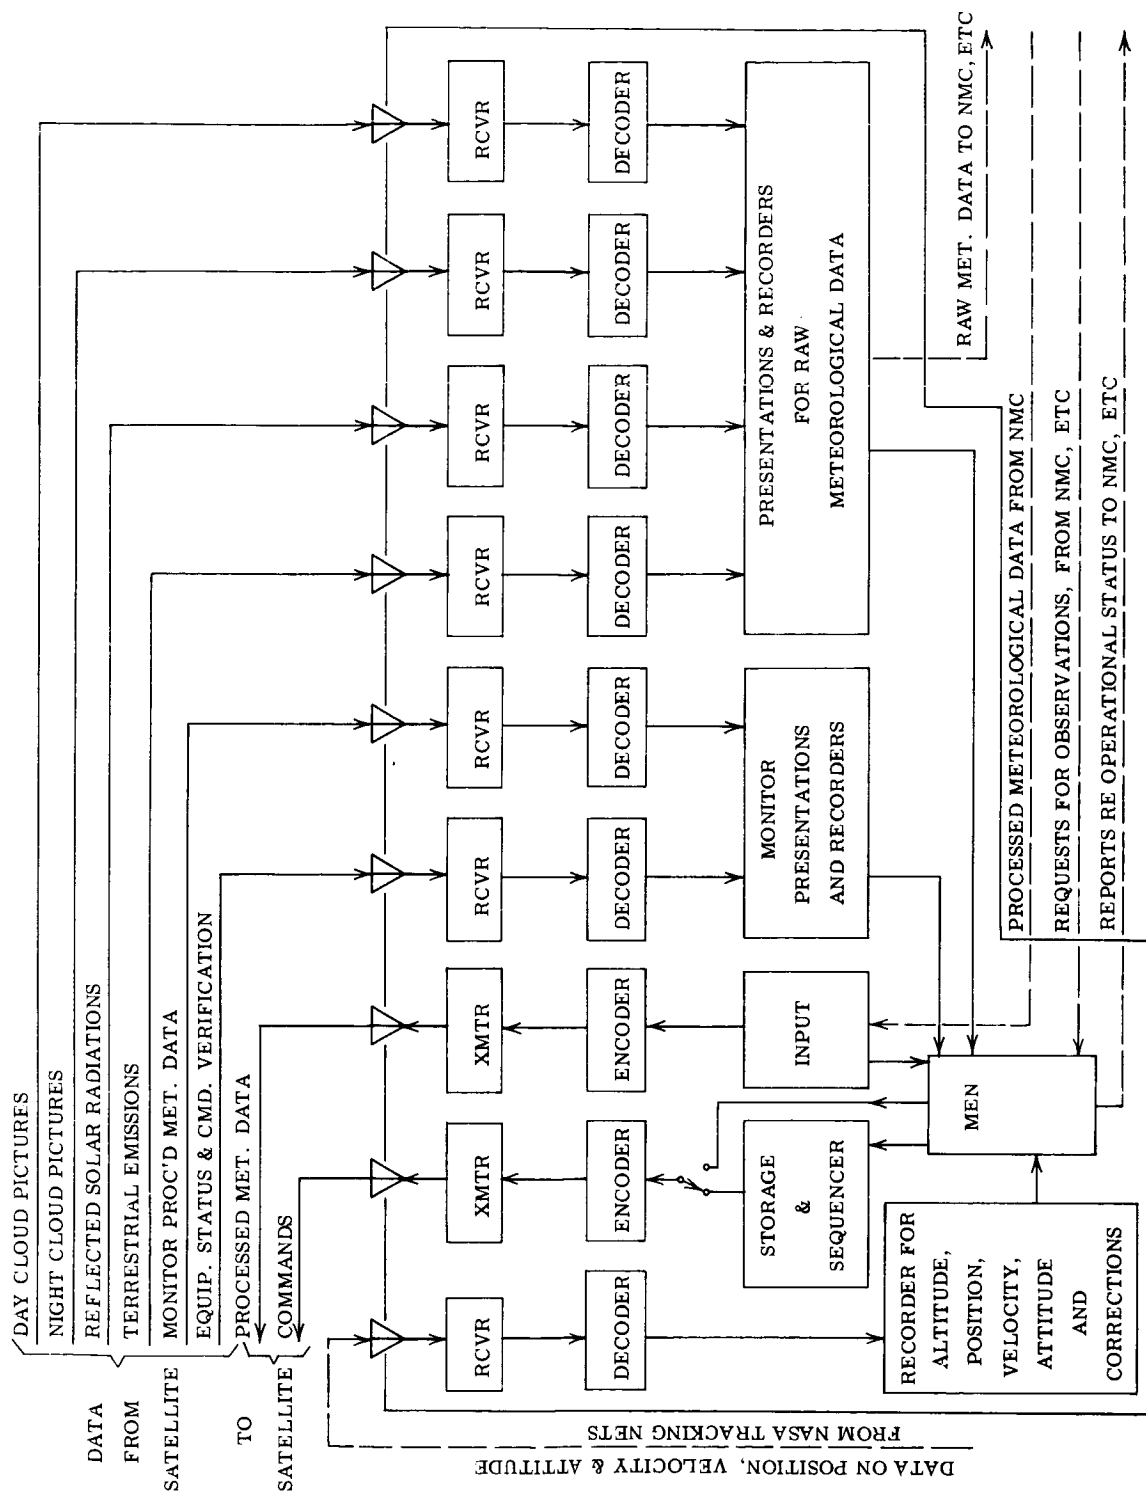 DATA
FROM
SATELLITE
DAY CLOUD PICTURES
NIGHT CLOUD PICTURES
REFLECTED SOLAR RADIATIONS
TERRESTRIAL EMISSIONS
MONITOR PROC'D MET. DATA
EQUIP. STATUS & CMD. VERIFICATION
TO
SATELLITE
PROCESSED MET. DATA
COMMANDS
DATA ON POSITION, VELOCITY & ATTITUDE
FROM NASA TRACKING NETS
RCVR
XMTR
XMTR
RCVR
RCVR
RCVR
RCVR
RCVR
RCVR
DECODER
ENCODER
ENCODER
DECODER
DECODER
DECODER
DECODER
DECODER
DECODER
STORAGE
&
SEQUENCER
INPUT
MONITOR
PRESENTATIONS
AND RECORDERS
PRESENTATIONS & RECORDERS
FOR RAW
METEOROLOGICAL DATA
RECORDER FOR
ALTITUDE,
POSITION,
VELOCITY,
ATTITUDE
AND
CORRECTIONS
MEN
RAW MET. DATA TO NMC, ETC
PROCESSED METEOROLOGICAL DATA FROM NMC
REQUESTS FOR OBSERVATIONS, FROM NMC, ETC
REPORTS RE OPERATIONAL STATUS TO NMC, ETC